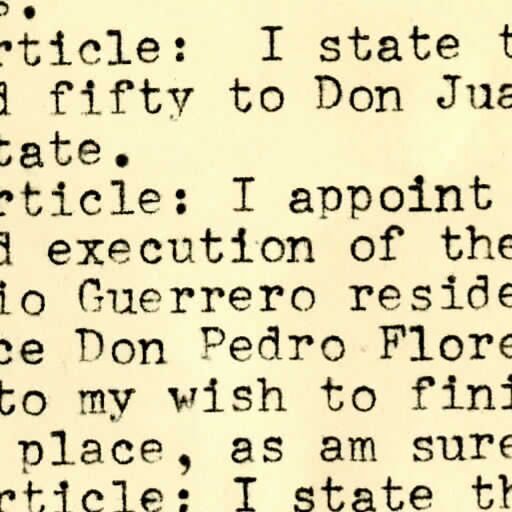 rticle:  I state t
d fifty to Don Jua
tate.
rticle: I appoint
d execution of the
io Guerrero reside
ce Don Pedro Flore
to my wish to fini
place, as am sure
rticle: I state th